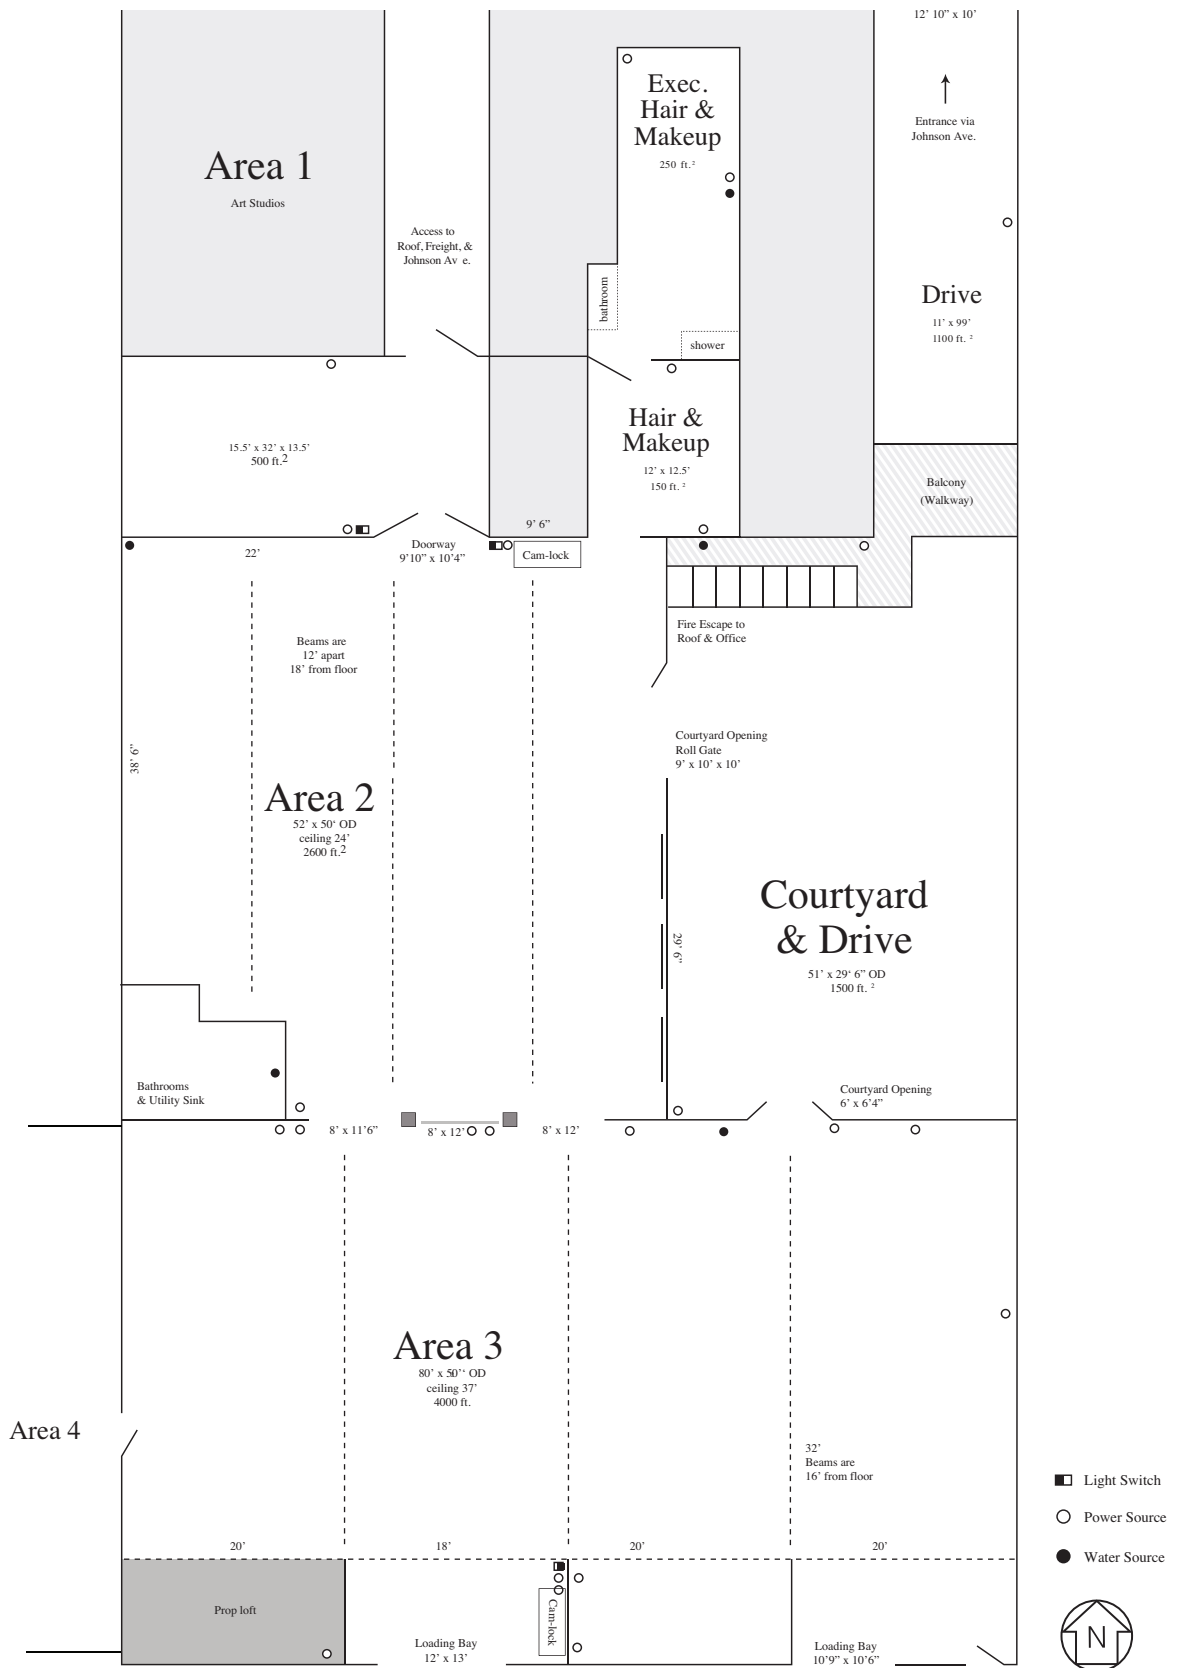 12’ 10” x 10’
Entrance via
Johnson Ave.
Exec.
Hair &
Makeup
250 ft.²
Area 1
Art Studios
Access to
Roof, Freight, &
Johnson Av e.
bathroom
shower
Drive
11’ x 99’
1100 ft. ²
Hair &
Makeup
12’ x 12.5’
150 ft. ²
15.5’ x 32’ x 13.5’
500 ft.2
Balcony
(Walkway)
9’ 6”
22’
Doorway
9’10” x 10’4”
Cam-lock
Fire Escape to
Roof & Office
Beams are
12’ apart
18’ from floor
38’ 6”
Courtyard Opening
Roll Gate
9’ x 10’ x 10’
Area 2
52’ x 50‘ OD
ceiling 24’
2600 ft.2
29’ 6”
Courtyard
& Drive
51’ x 29‘ 6” OD
1500 ft. ²
Bathrooms
& Utility Sink
Courtyard Opening
6’ x 6’4”
8’ x 11’6”
8’ x 12’
8’ x 12’
Area 3
80’ x 50’‘ OD
ceiling 37’
4000 ft.
Area 4
32’
Beams are
16’ from floor
Light Switch
Power Source
Water Source
20’
18’
20’
20’
Prop loft
Cam-lock
Loading Bay
12’ x 13’
Loading Bay
10’9” x 10’6”
N